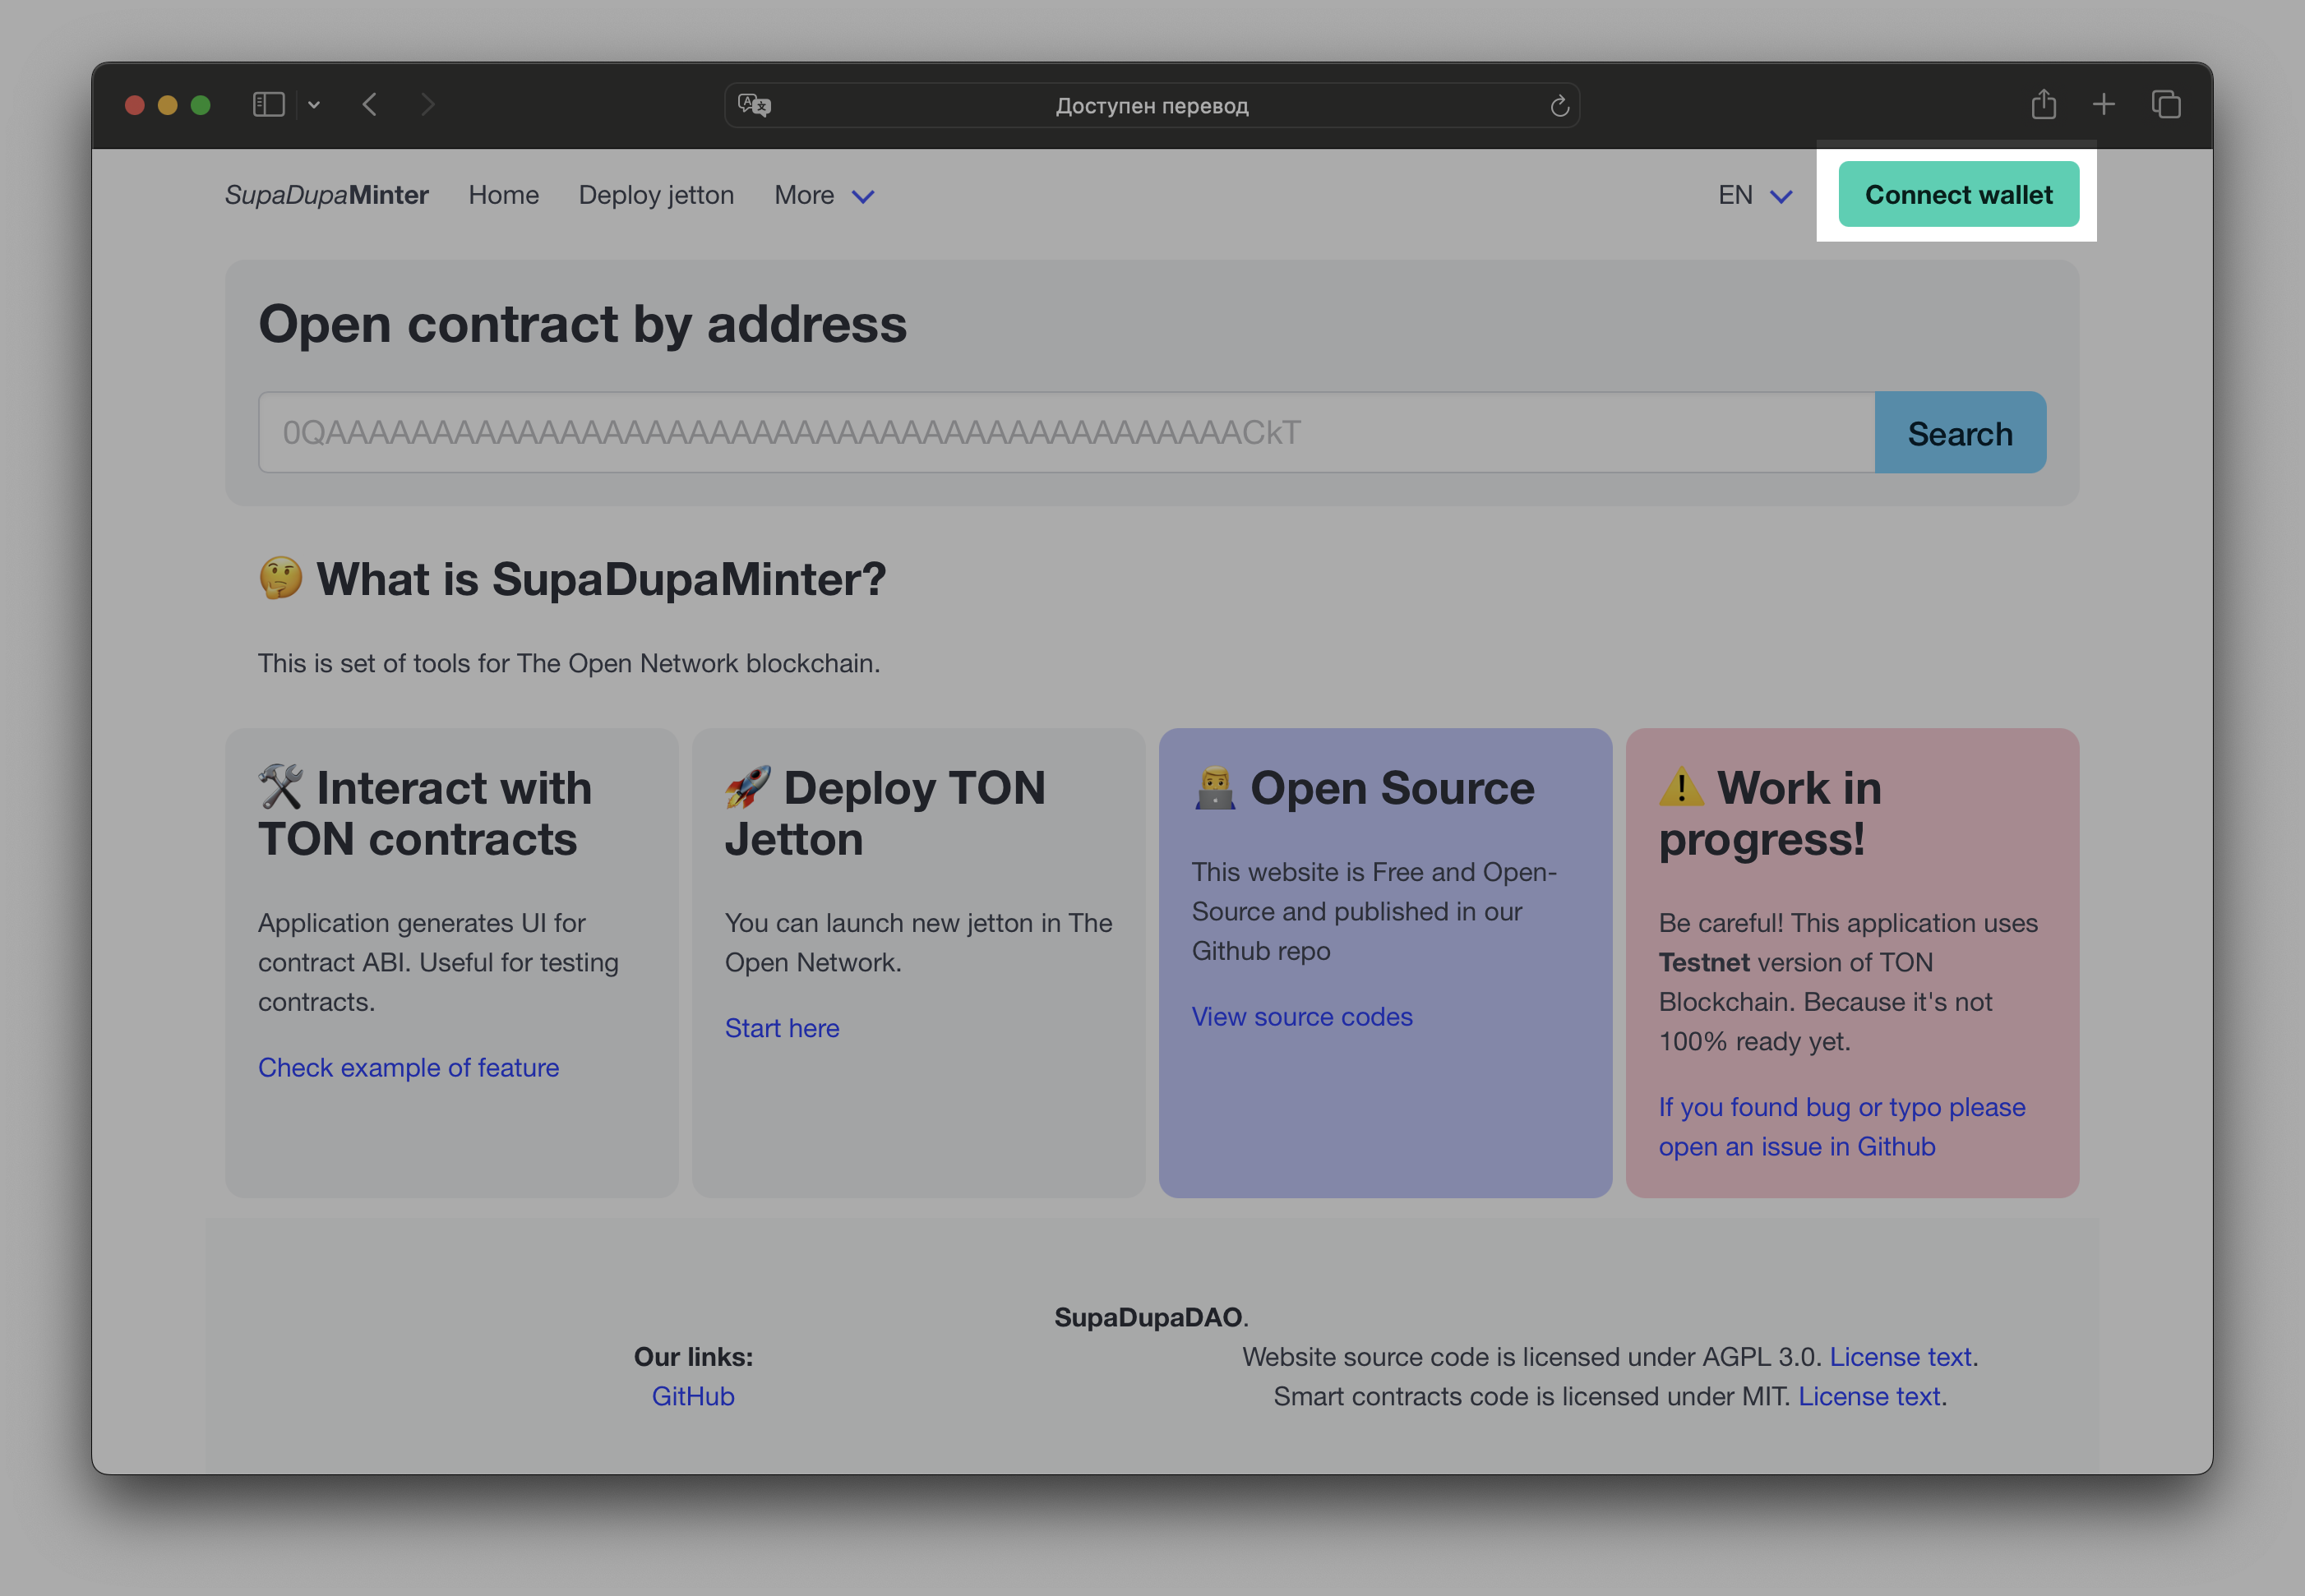 Доступен перевод
SupaDupaMinter Home Deploy jetton More EN Connect wallet
Open contract by address
0QAAAAAAAAAAAAAAAAAAAAAAAAAAAAAAAAAAAAAAAAAAACkT Search
🤔 What is SupaDupaMinter?
This is set of tools for The Open Network blockchain.
🛠 Interact with
TON contracts
Application generates UI for
contract ABI. Useful for testing
contracts.
Check example of feature
🚀 Deploy TON
Jetton
You can launch new jetton in The
Open Network.
Start here
👨‍💻 Open Source
This website is Free and Open-
Source and published in our
Github repo
View source codes
⚠️ Work in
progress!
Be careful! This application uses
Testnet version of TON
Blockchain. Because it's not
100% ready yet.
If you found bug or typo please
open an issue in Github
SupaDupaDAO.
Our links:
GitHub
Website source code is licensed under AGPL 3.0. License text.
Smart contracts code is licensed under MIT. License text.